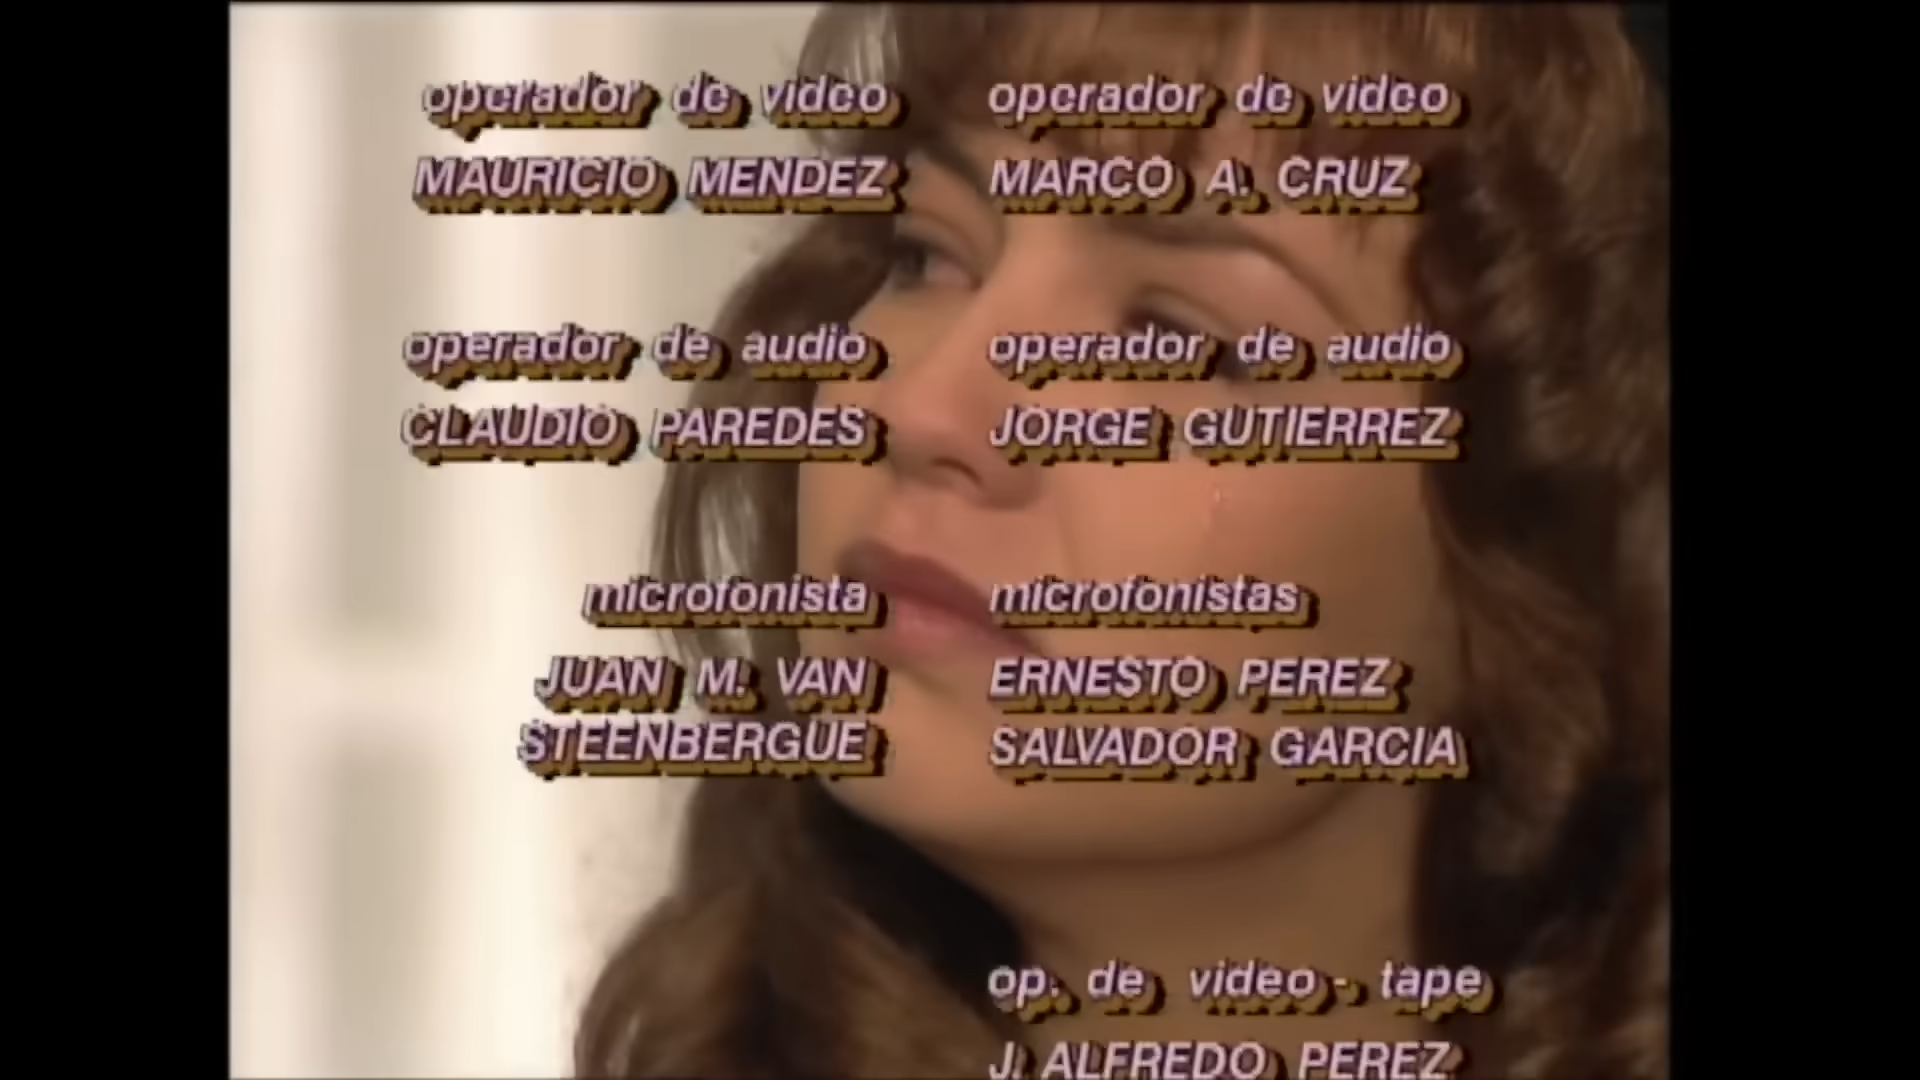 operador de video
MAURICIO MENDEZ
operador de audio
CLAUDIO PAREDES
microfonista
JUAN M. VAN
STEENBERGUE
operador de video
MARCO A. CRUZ
operador de audio
JORGE GUTIERREZ
microfonistas
ERNESTO PEREZ
SALVADOR GARCIA
op. de video - tape
J. ALFREDO PEREZ